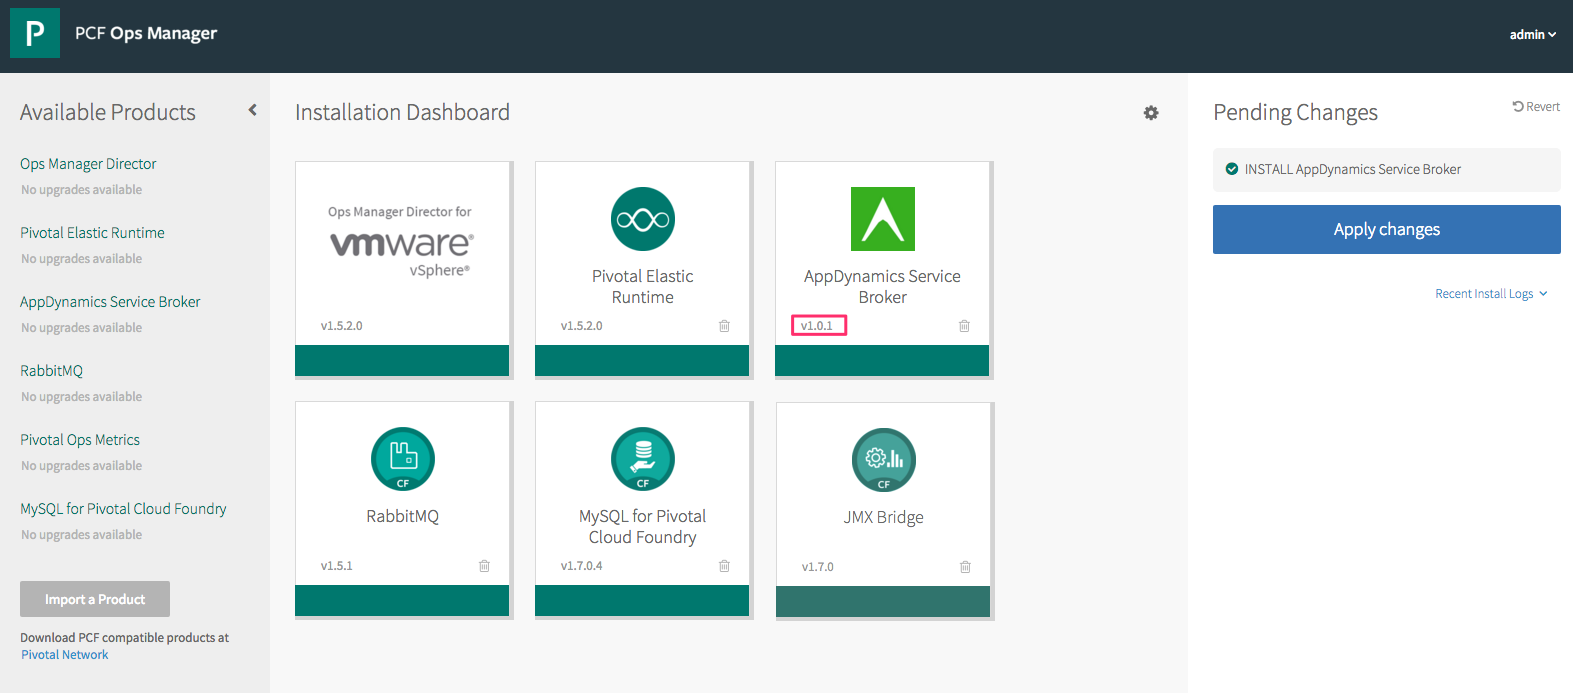 P
PCF Ops Manager
admin
Available Products
Ops Manager Director
No upgrades available
Pivotal Elastic Runtime
No upgrades available
AppDynamics Service Broker
No upgrades available
RabbitMQ
No upgrades available
Pivotal Ops Metrics
No upgrades available
MySQL for Pivotal Cloud Foundry
No upgrades available
Import a Product
Download PCF compatible products at
Pivotal Network
Installation Dashboard
Ops Manager Director for
vmware®
vSphere®
v1.5.2.0
Pivotal Elastic
Runtime
v1.5.2.0
AppDynamics Service
Broker
v1.0.1
CF
RabbitMQ
v1.5.1
CF
MySQL for Pivotal
Cloud Foundry
v1.7.0.4
CF
JMX Bridge
v1.7.0
Pending Changes
Revert
INSTALL AppDynamics Service Broker
Apply changes
Recent Install Logs